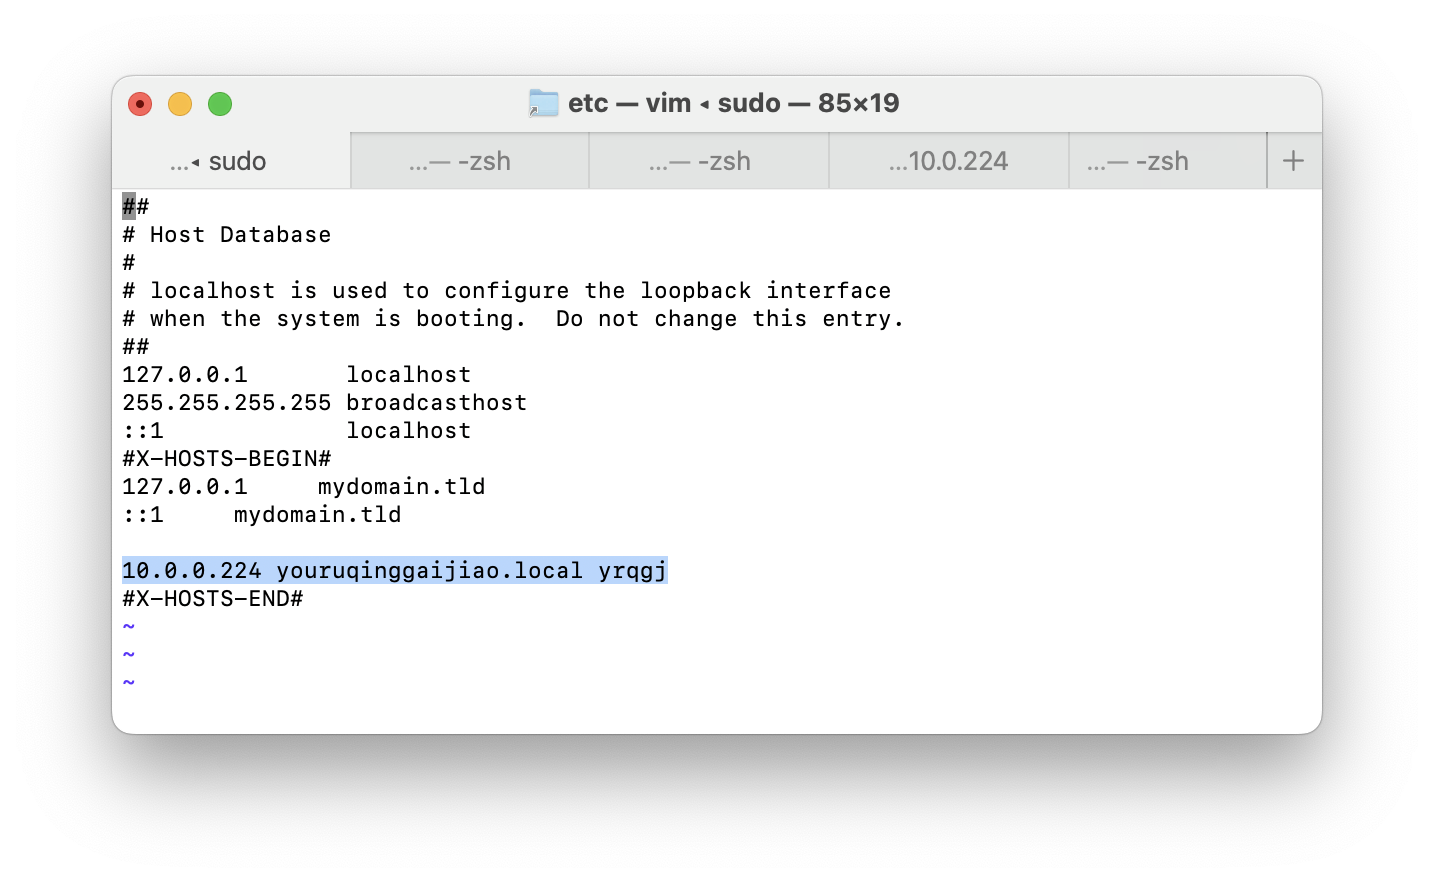 etc — vim ◂ sudo — 85×19
...◂ sudo
...— -zsh
...— -zsh
...10.0.224
...— -zsh
+
##
# Host Database
#
# localhost is used to configure the loopback interface
# when the system is booting.  Do not change this entry.
##
127.0.0.1       localhost
255.255.255.255 broadcasthost
::1             localhost
#X-HOSTS-BEGIN#
127.0.0.1     mydomain.tld
::1     mydomain.tld
10.0.0.224 youruqinggaijiao.local yrqgj
#X-HOSTS-END#
~
~
~